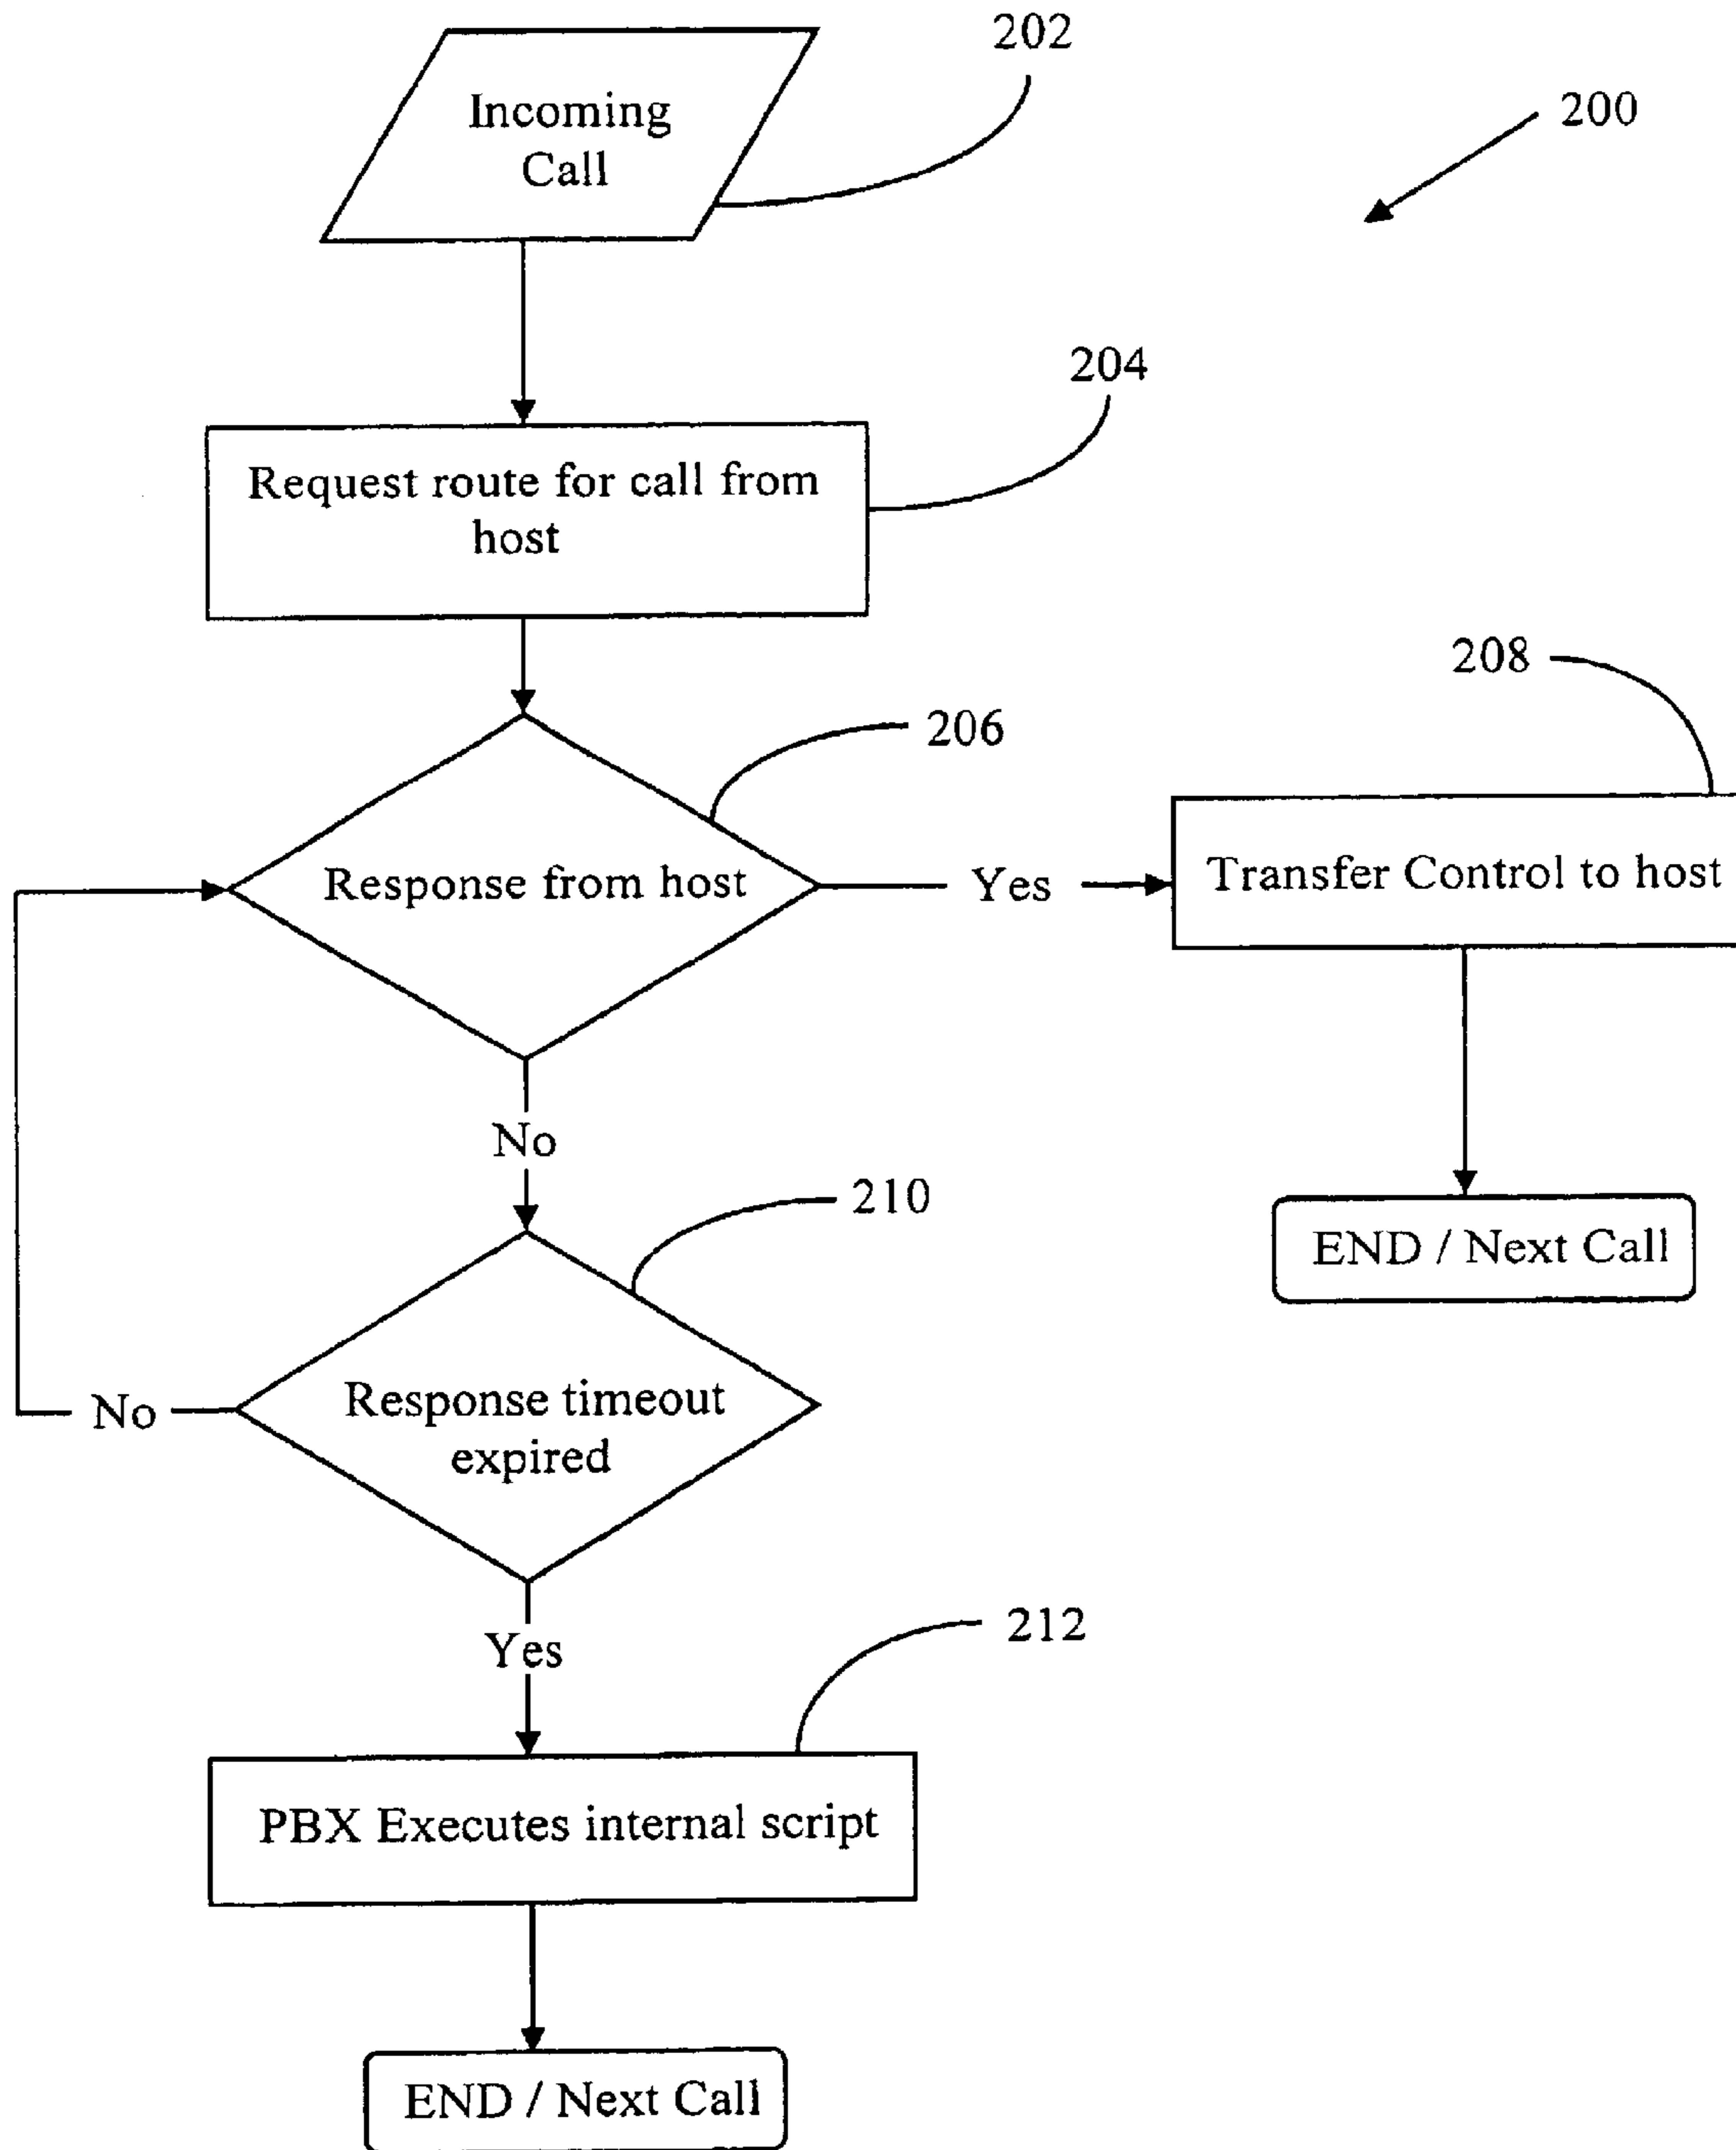 202
Incoming
Call
200
204
Request route for call from
host
208
206
Response from host
Yes
Transfer Control to host
No
210
END / Next Call
Response timeout
expired
No
Yes
212
PBX Executes internal script
END / Next Call